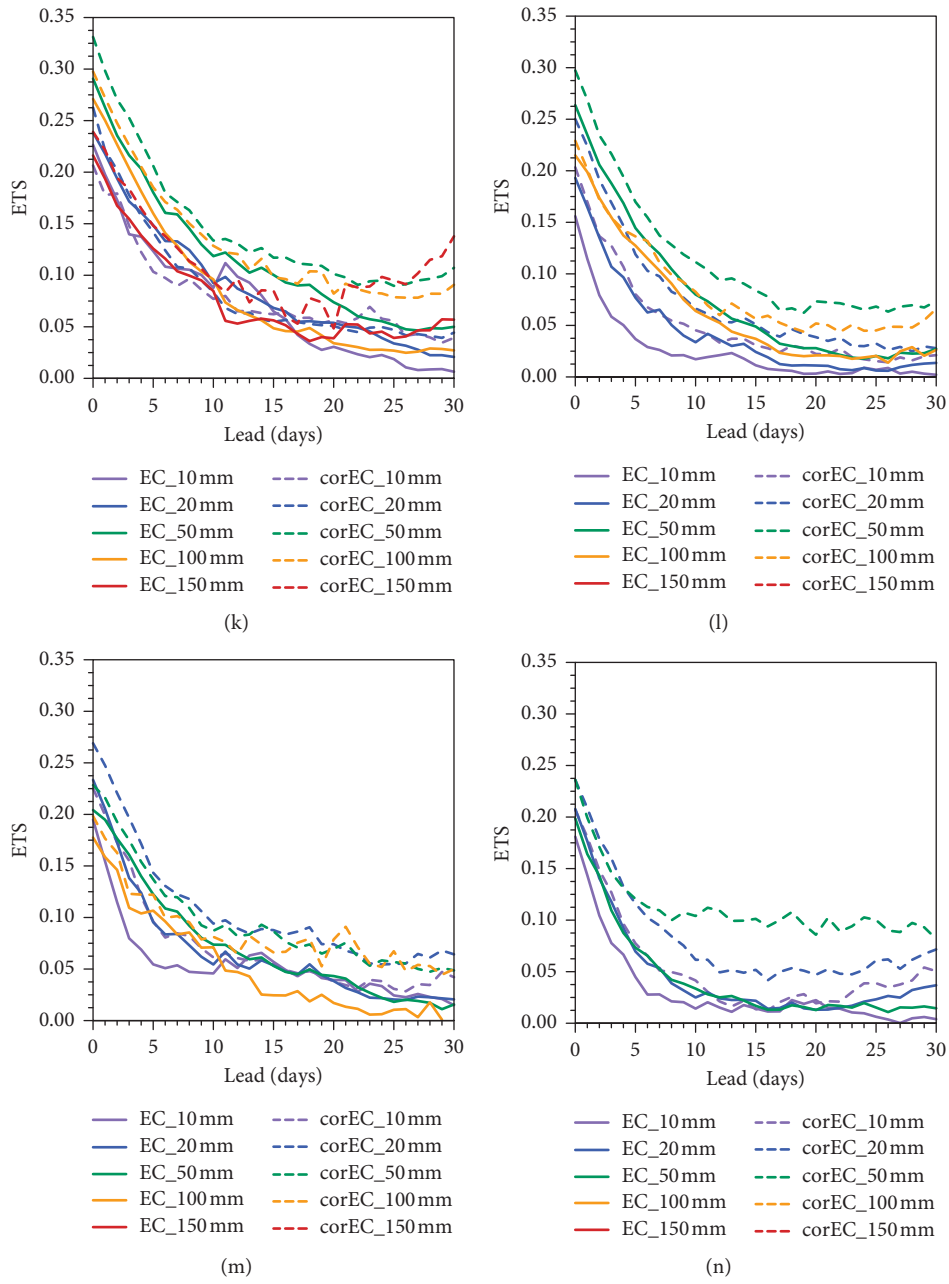 0.35
0.30
0.25
0.20
0.15
0.10
0.05
0.00
ETS
0 5 10 15 20 25 30
Lead (days)
EC_10 mm corEC_10 mm
EC_20 mm corEC_20 mm
EC_50 mm corEC_50 mm
EC_100 mm corEC_100 mm
EC_150 mm corEC_150 mm
(k)
0.35
0.30
0.25
0.20
0.15
0.10
0.05
0.00
ETS
0 5 10 15 20 25 30
Lead (days)
EC_10 mm corEC_10 mm
EC_20 mm corEC_20 mm
EC_50 mm corEC_50 mm
EC_100 mm corEC_100 mm
EC_150 mm corEC_150 mm
(l)
0.35
0.30
0.25
0.20
0.15
0.10
0.05
0.00
ETS
0 5 10 15 20 25 30
Lead (days)
EC_10 mm corEC_10 mm
EC_20 mm corEC_20 mm
EC_50 mm corEC_50 mm
EC_100 mm corEC_100 mm
EC_150 mm corEC_150 mm
(m)
0.35
0.30
0.25
0.20
0.15
0.10
0.05
0.00
ETS
0 5 10 15 20 25 30
Lead (days)
EC_10 mm corEC_10 mm
EC_20 mm corEC_20 mm
EC_50 mm corEC_50 mm
EC_100 mm corEC_100 mm
EC_150 mm corEC_150 mm
(n)